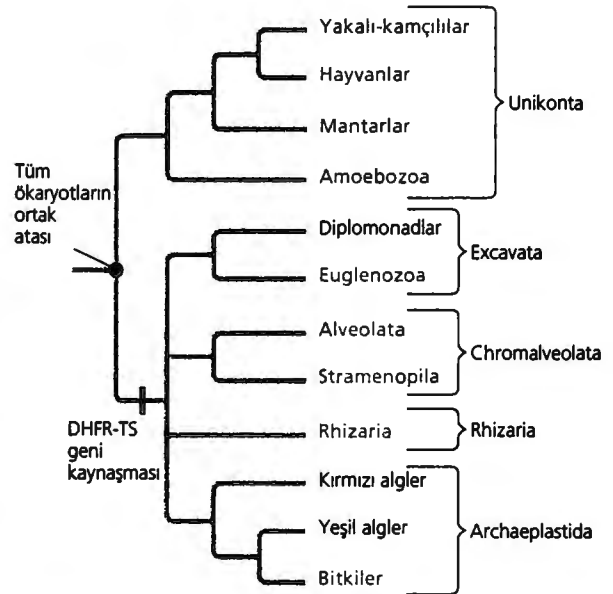 Yakalı-kamçılılar
Hayvanlar
Mantarlar
Amoebozoa
Unikonta
Tüm
ökaryotların
ortak
atası
Diplomonadlar
Euglenozoa
Excavata
Alveolata
Stramenopila
Chromalveolata
DHFR-TS
geni
kaynaşması
Rhizaria
Rhizaria
Kırmızı algler
Yeşil algler
Bitkiler
Archaeplastida